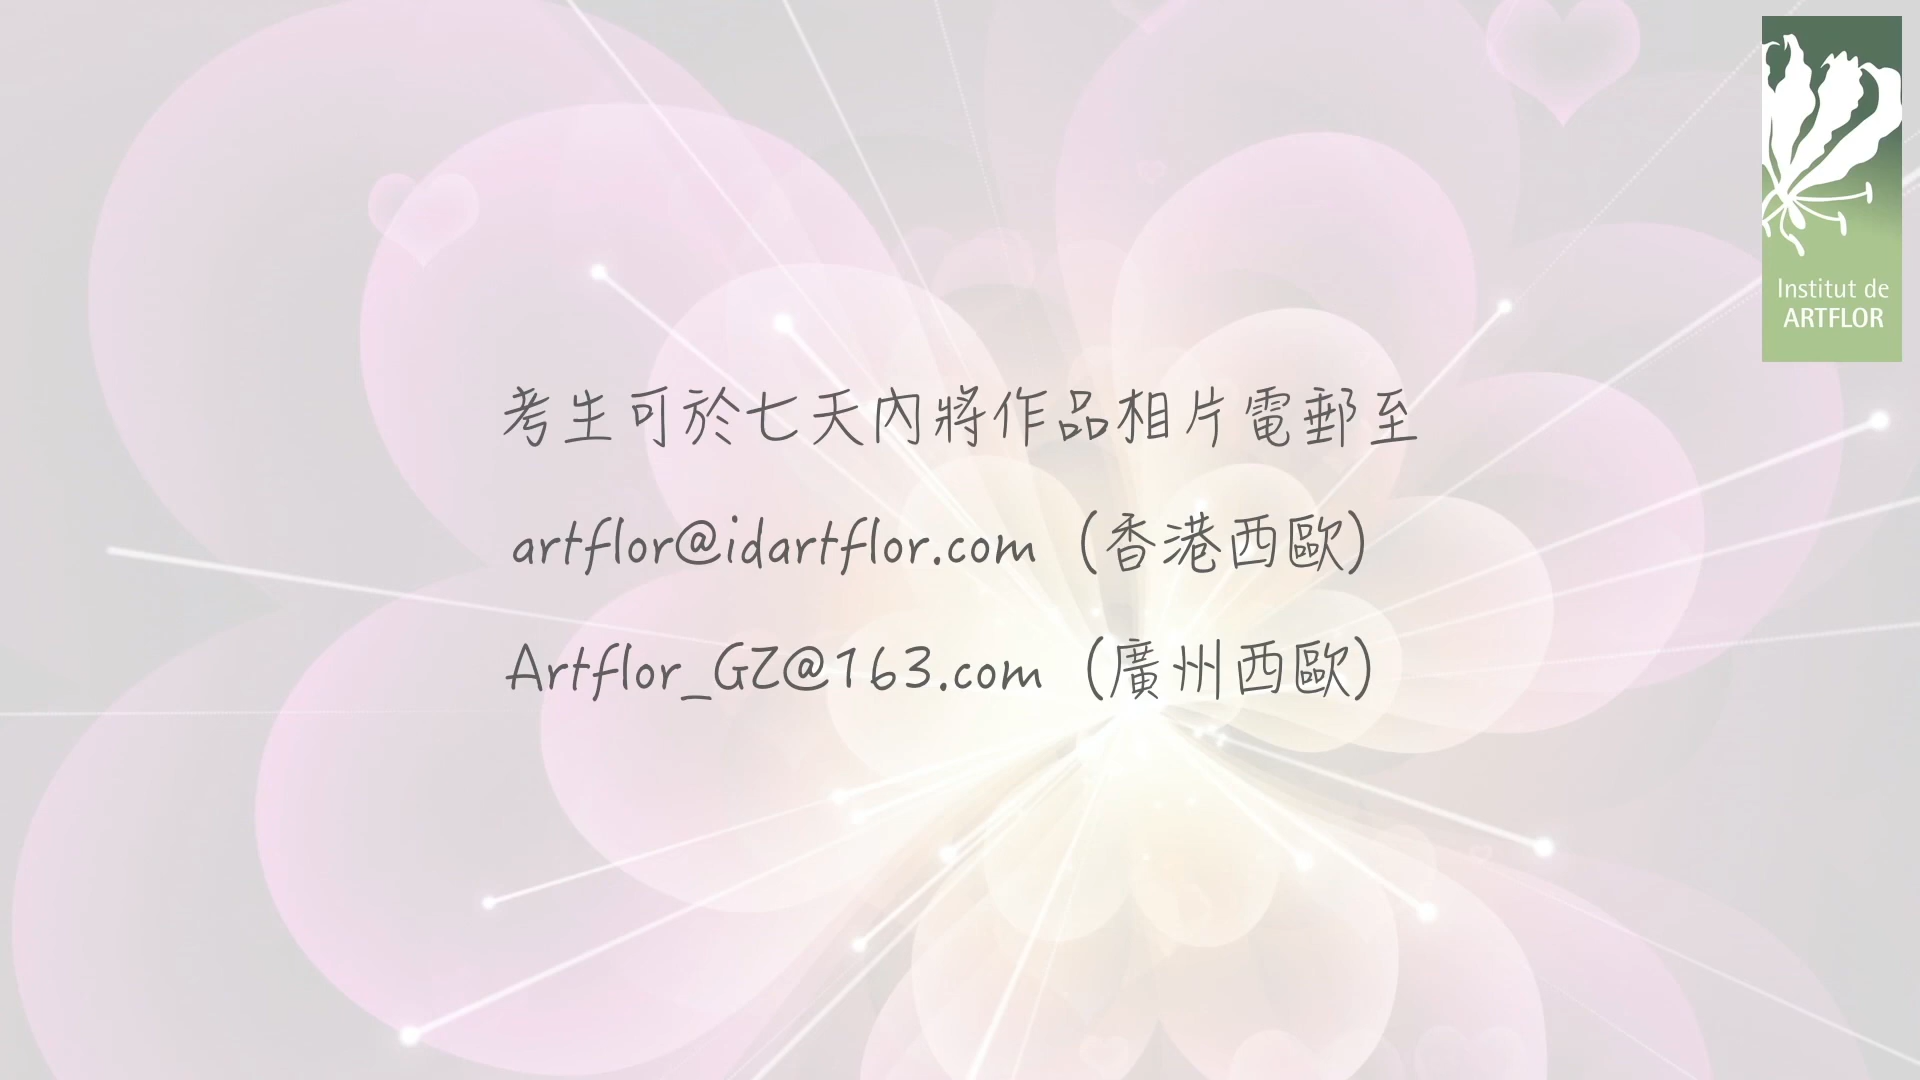 考生可於七天內將作品相片電郵至
artflor@idartflor.com (香港西歐)
Artflor_GZ@163.com (廣州西歐)
Institut de
ARTFLOR